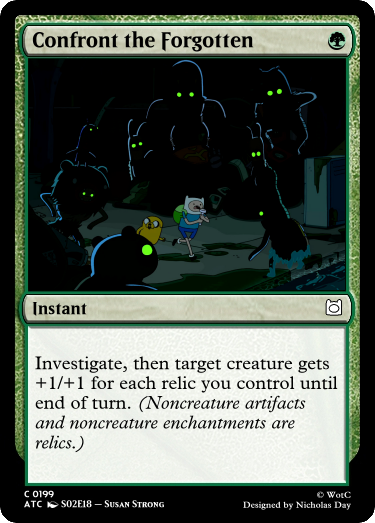 Confront the Forgotten
Instant
Investigate, then target creature gets
+1/+1 for each relic you control until
end of turn. (Noncreature artifacts
and noncreature enchantments are
relics.)
C 0199
© WotC
ATC S02E18 — Susan Strong
Designed by Nicholas Day